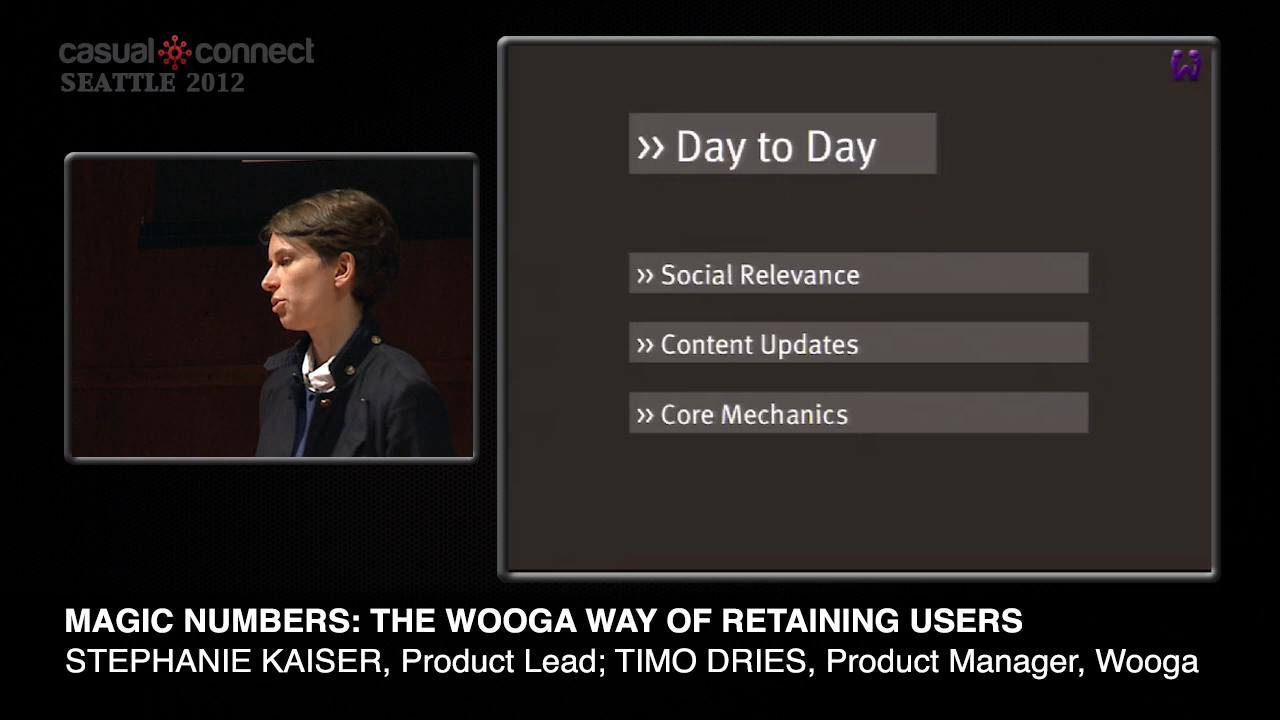 casual connect
SEATTLE 2012
W
» Day to Day
» Social Relevance
» Content Updates
» Core Mechanics
MAGIC NUMBERS: THE WOOGA WAY OF RETAINING USERS
STEPHANIE KAISER, Product Lead; TIMO DRIES, Product Manager, Wooga